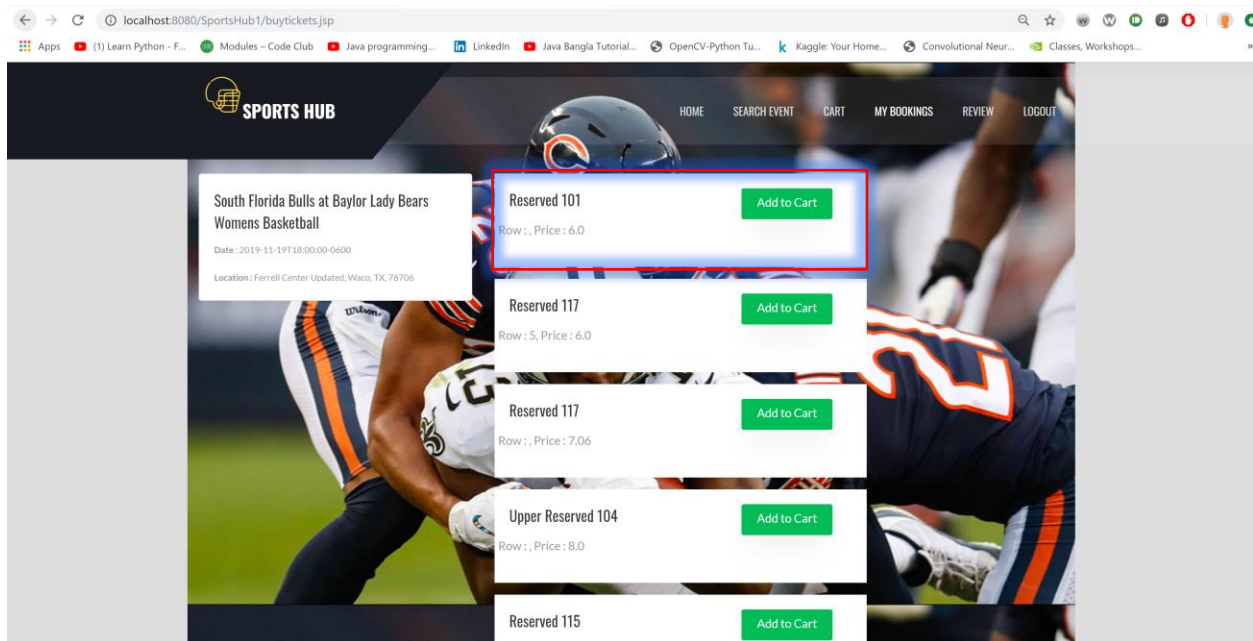 localhost:8080/SportsHub1/buytickets.jsp
Apps (1) Learn Python - F... Modules – Code Club Java programming... LinkedIn Java Bangla Tutorial... OpenCV-Python Tu... Kaggle: Your Home... Convolutional Neur... Classes, Workshops...
SPORTS HUB
HOME SEARCH EVENT CART MY BOOKINGS REVIEW LOGOUT
South Florida Bulls at Baylor Lady Bears
Womens Basketball
Date : 2019-11-19T18:00:00-0600
Location : Ferrell Center Updated, Waco, TX, 76706
Reserved 101
Add to Cart
Row : , Price : 6.0
Reserved 117
Add to Cart
Row : 5, Price : 6.0
Reserved 117
Add to Cart
Row : , Price : 7.06
Upper Reserved 104
Add to Cart
Row : , Price : 8.0
Reserved 115
Add to Cart
Wilson
13
21